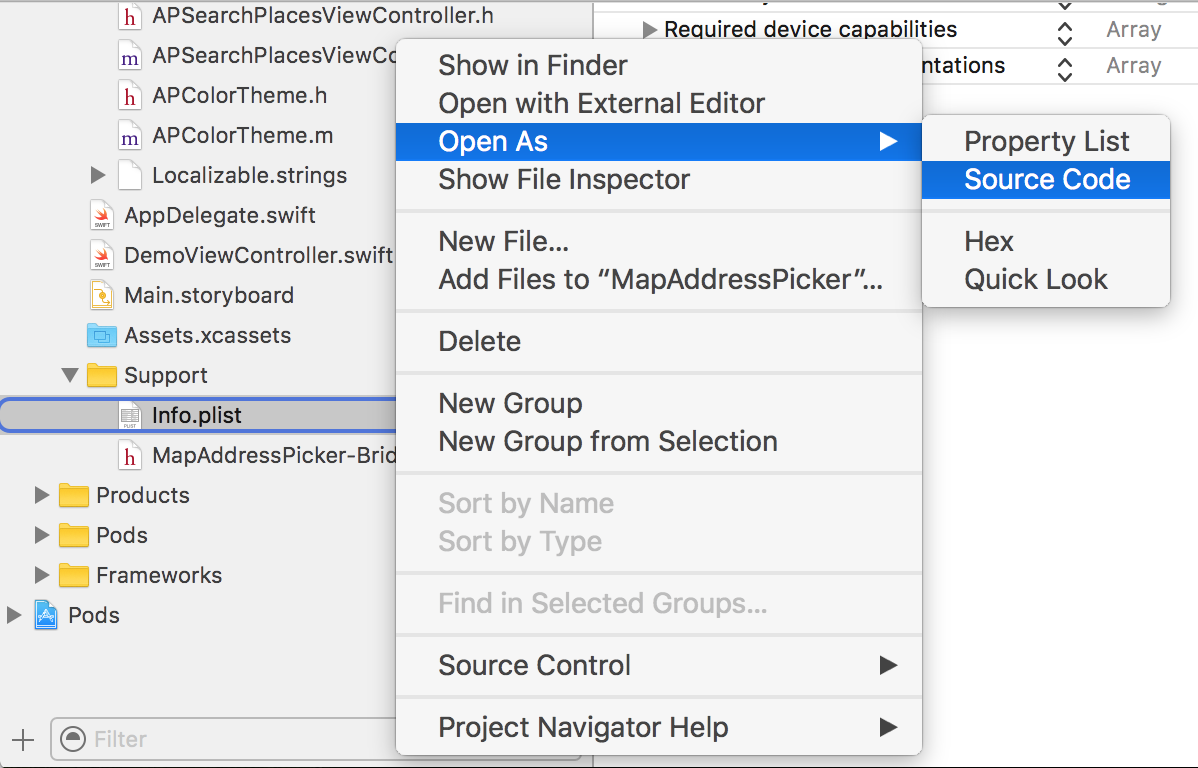 APSearchPlacesViewController.h
APSearchPlacesViewCo
APColorTheme.h
APColorTheme.m
Localizable.strings
AppDelegate.swift
DemoViewController.swift
Main.storyboard
Assets.xcassets
Support
Info.plist
MapAddressPicker-Brid
Products
Pods
Frameworks
Pods
Filter
Show in Finder
Open with External Editor
Open As
Show File Inspector
New File...
Add Files to “MapAddressPicker”...
Delete
New Group
New Group from Selection
Sort by Name
Sort by Type
Find in Selected Groups...
Source Control
Project Navigator Help
Required device capabilities Array
ntations Array
Property List
Source Code
Hex
Quick Look